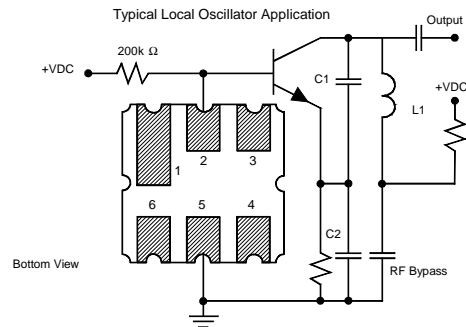 Typical Local Oscillator Application
Output
200k Ω
+VDC
C1
+VDC
L1
2
3
1
6
5
4
C2
Bottom View
RF Bypass